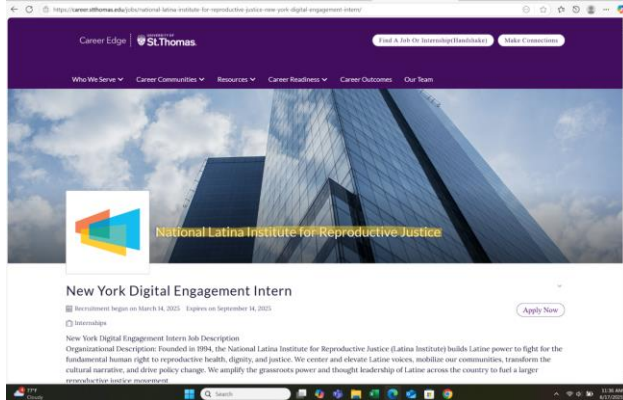 https://career.stthomas.edu/jobs/national-latina-institute-for-reproductive-justice-new-york-digital-engagement-intern/
Career Edge
UNIVERSITY OF
St.Thomas
Find A Job Or Internship(Handshake)
Make Connections
Who We Serve
Career Communities
Resources
Career Readiness
Career Outcomes
Our Team
National Latina Institute for Reproductive Justice
New York Digital Engagement Intern
Recruitment began on March 14, 2025 Expires on September 14, 2025
Apply Now
Internships
New York Digital Engagement Intern Job Description
Organizational Description: Founded in 1994, the National Latina Institute for Reproductive Justice (Latina Institute) builds Latine power to fight for the
fundamental human right to reproductive health, dignity, and justice. We center and elevate Latine voices, mobilize our communities, transform the
cultural narrative, and drive policy change. We amplify the grassroots power and thought leadership of Latine across the country to fuel a larger
reproductive justice movement
77°F
Cloudy
Search
11:36 AM
8/17/2025